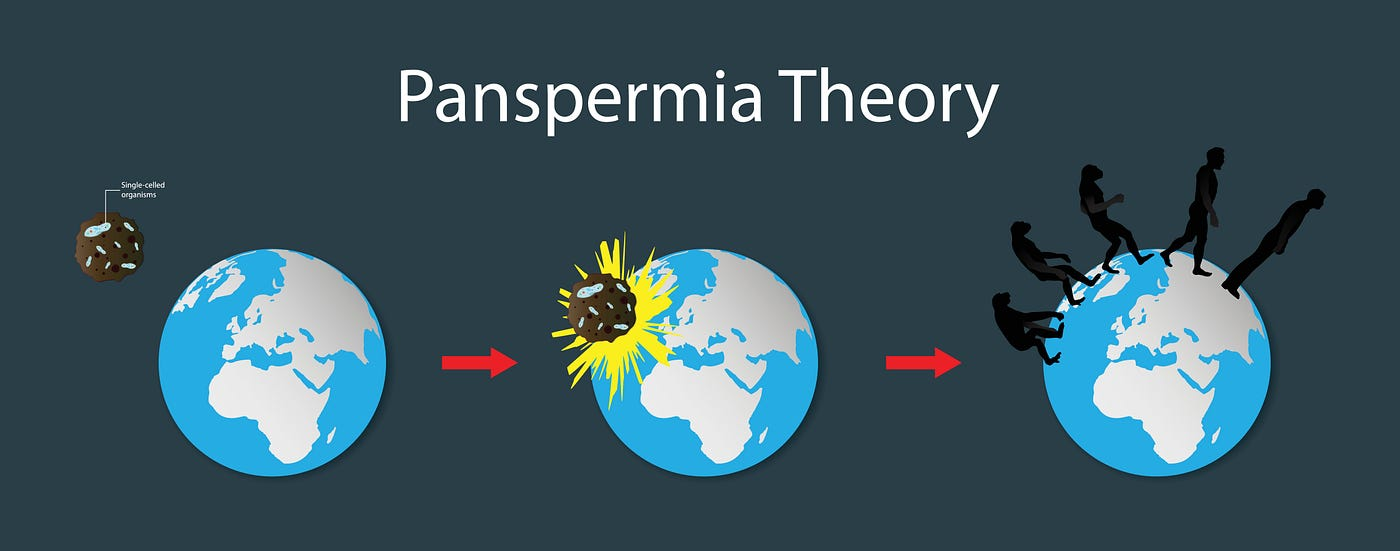 Panspermia Theory
Single-celled
organisms